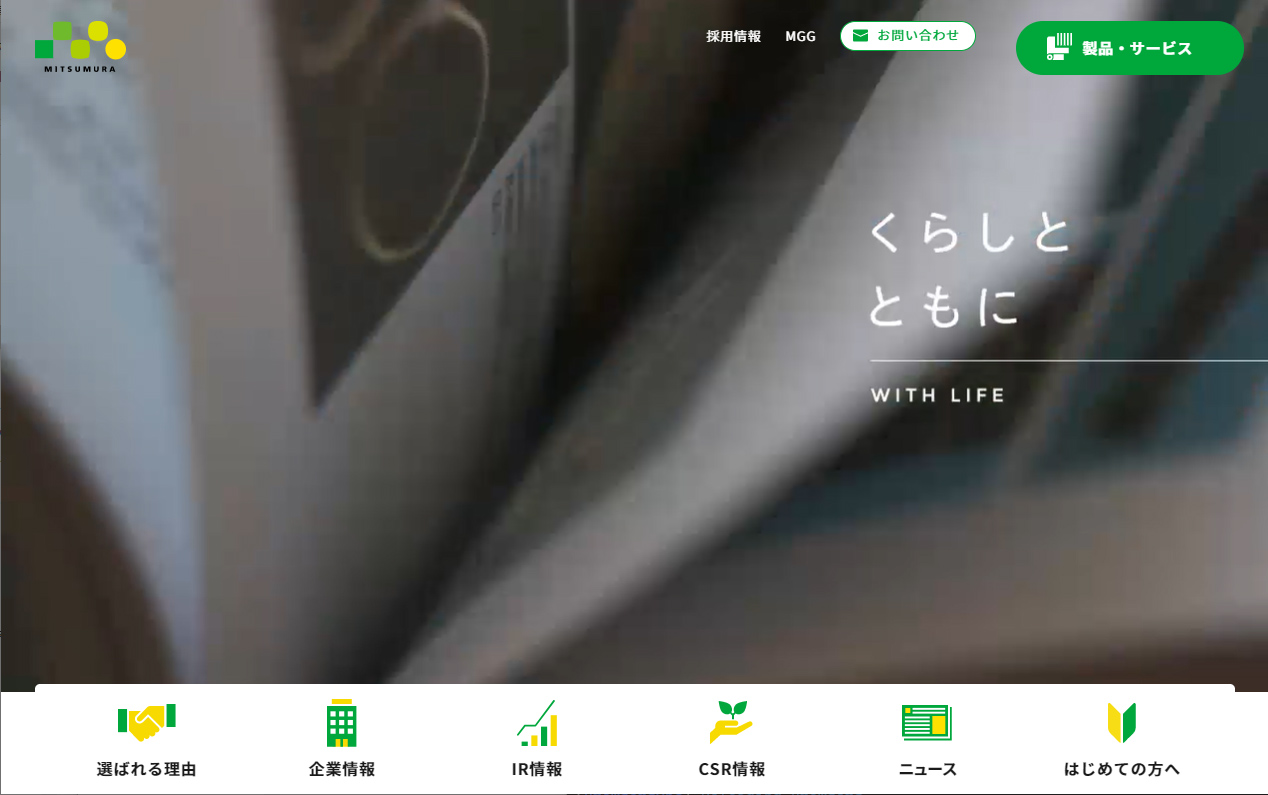 MITSUMURA
採用情報
MGG
お問い合わせ
製品・サービス
くらしと
ともに
WITH LIFE
選ばれる理由
企業情報
IR情報
CSR情報
ニュース
はじめての方へ